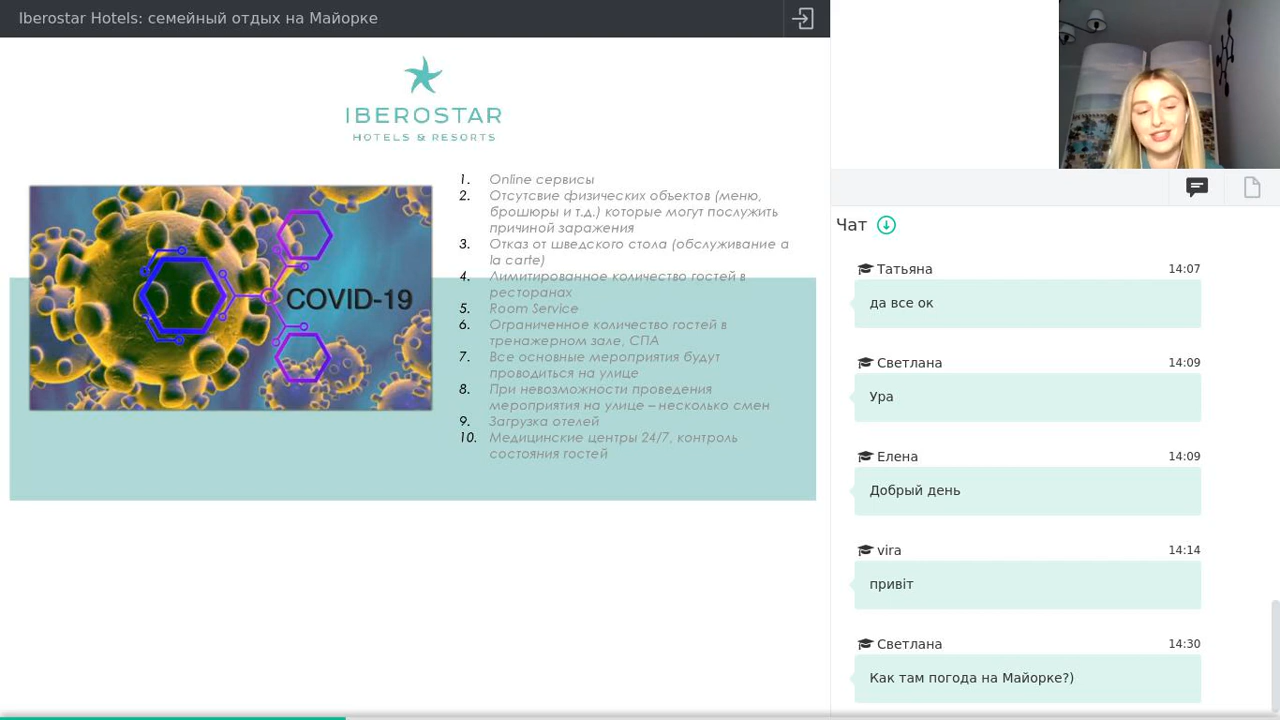 Iberostar Hotels: семейный отдых на Майорке
IBEROSTAR
HOTELS & RESORTS
COVID-19
1. Online сервисы
2. Отсутсвие физических объектов (меню,
брошюры и т.д.) которые могут послужить
причиной заражения
3. Отказ от шведского стола (обслуживание a
la carte)
4. Лимитированное количество гостей в
ресторанах
5. Room Service
6. Ограниченное количество гостей в
тренажерном зале, СПА
7. Все основные мероприятия будут
проводиться на улице
8. При невозможности проведения
мероприятия на улице – несколько смен
9. Загрузка отелей
10. Медицинские центры 24/7, контроль
состояния гостей
Чат
Татьяна 14:07
да все ок
Светлана 14:09
Ура
Елена 14:09
Добрый день
vira 14:14
привіт
Светлана 14:30
Как там погода на Майорке?)